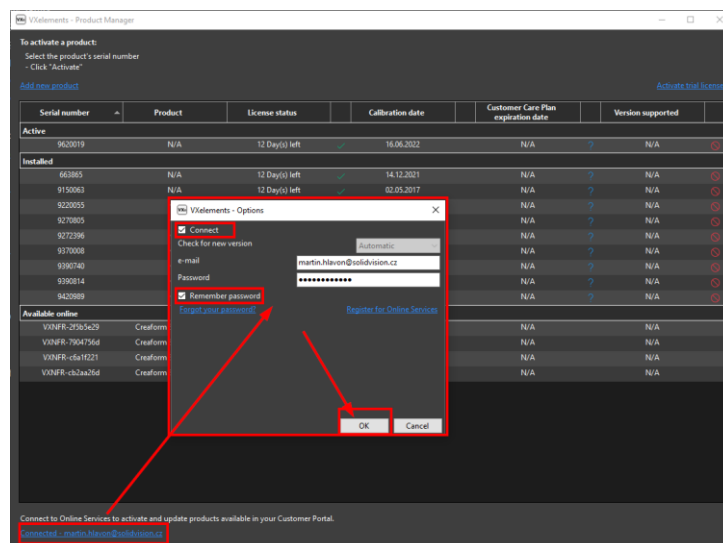 VXelements - Product Manager
To activate a product:
Select the product's serial number
- Click "Activate"
Add new product
Activate trial license
Serial number Product License status Calibration date Customer Care Plan expiration date Version supported
Active
9620019 N/A 12 Day(s) left 16.06.2022 N/A ? N/A
Installed
663865 N/A 12 Day(s) left 14.12.2021 N/A ? N/A
9150063 N/A 12 Day(s) left 02.05.2017 N/A ? N/A
9220055 N/A ? N/A
9270805 N/A ? N/A
9272396 N/A ? N/A
9370008 N/A ? N/A
9390740 N/A ? N/A
9390814 N/A ? N/A
9420989 N/A ? N/A
Available online
VXNFR-2f5b5e29 Creaform N/A N/A
VXNFR-7904756d Creaform N/A N/A
VXNFR-c6a1f221 Creaform N/A N/A
VXNFR-cb2aa26d Creaform N/A N/A
VXelements - Options
Connect
Check for new version Automatic
e-mail martin.hlavon@solidvision.cz
Password ••••••••••••
Remember password
Forgot your password? Register for Online Services
OK Cancel
Connect to Online Services to activate and update products available in your Customer Portal.
Connected - martin.hlavon@solidvision.cz